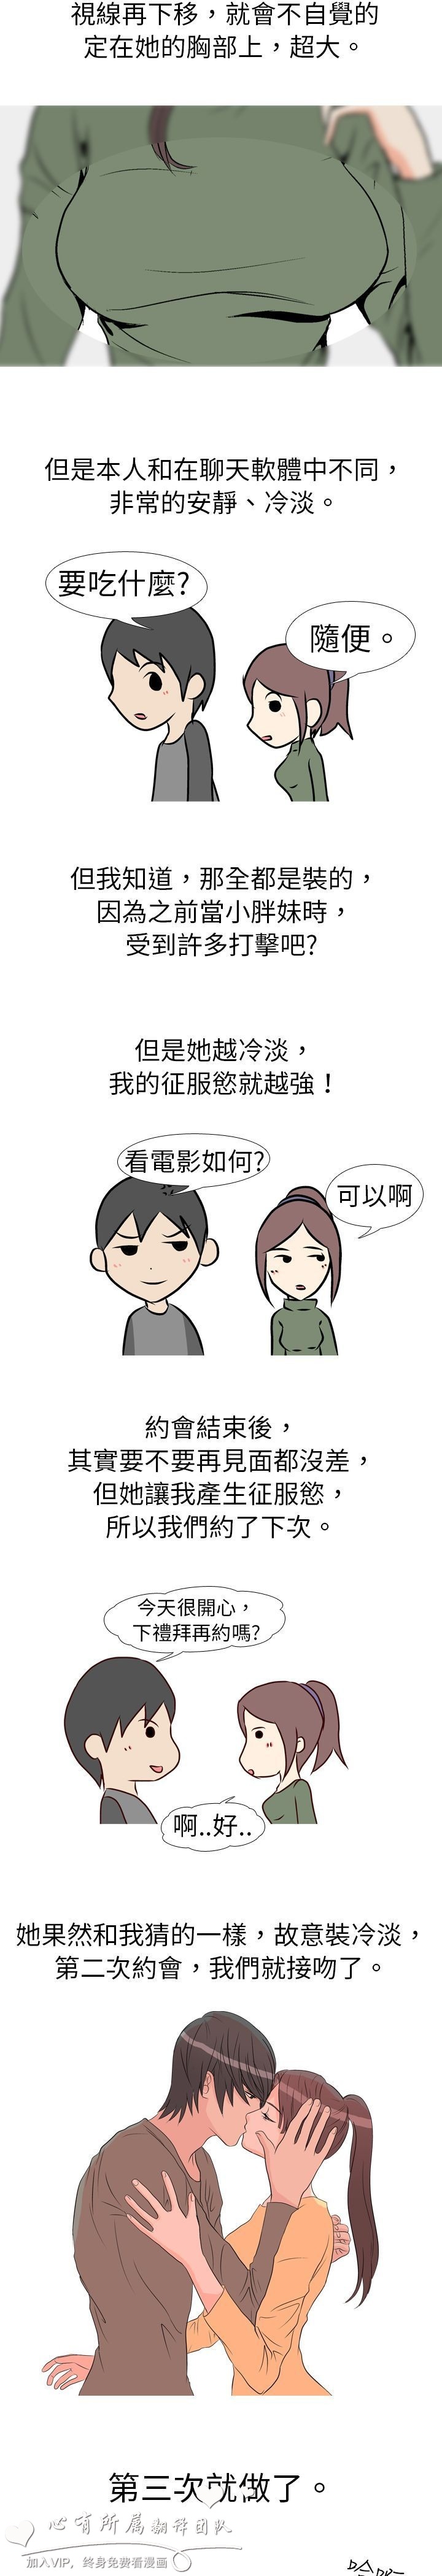 視線再下移，就會不自覺的
定在她的胸部上，超大。
但是本人和在聊天軟體中不同，
非常的安靜、冷淡。
要吃什麼?
隨便。
但我知道，那全都是裝的，
因為之前當小胖妹時，
受到許多打擊吧?
但是她越冷淡，
我的征服慾就越強！
看電影如何?
可以啊
約會結束後，
其實要不要再見面都沒差，
但她讓我產生征服慾，
所以我們約了下次。
今天很開心，
下禮拜再約嗎?
啊..好..
她果然和我猜的一樣，故意裝冷淡，
第二次約會，我們就接吻了。
第三次就做了。
心有所属翻译团队
加入VIP，终身免费看漫画